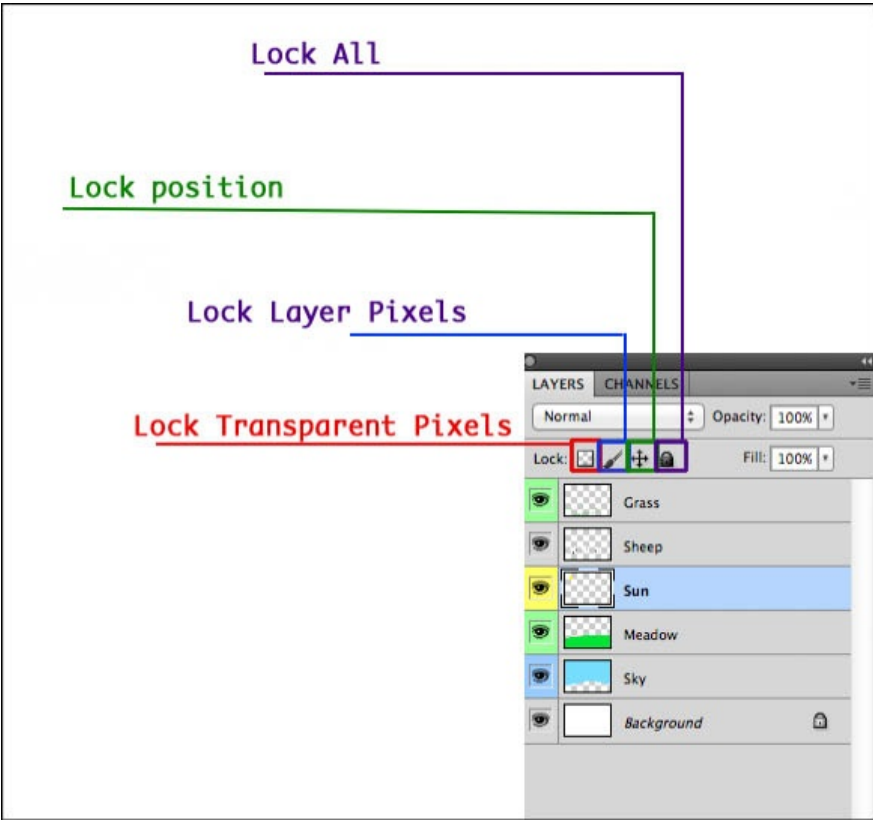 Lock All
Lock position
Lock Layer Pixels
LAYERS CHANNELS
Normal Opacity: 100%
Lock Transparent Pixels
Lock: Fill: 100%
Grass
Sheep
Sun
Meadow
Sky
Background